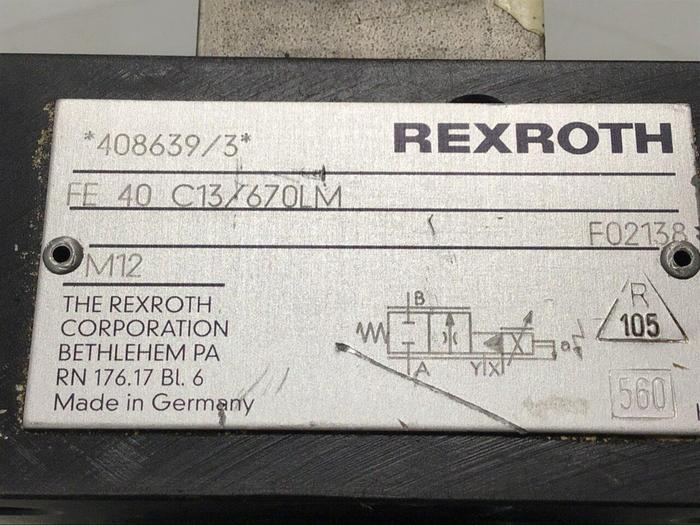 *408639/3*
REXROTH
FE 40 C13/670LM
F02138
M12
THE REXROTH
CORPORATION
BETHLEHEM PA
RN 176.17 Bl. 6
Made in Germany
B
A
Y X
R
105
560